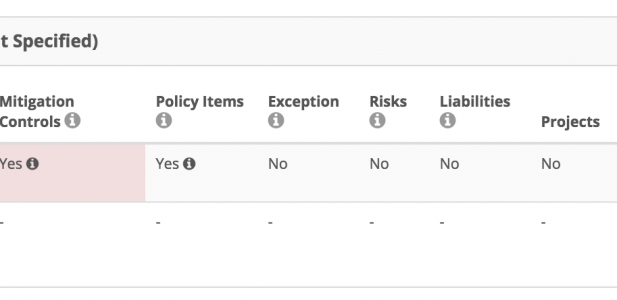 t Specified)
Mitigation Controls Policy Items Exception Risks Liabilities Projects
Yes Yes No No No No
- - - - - -